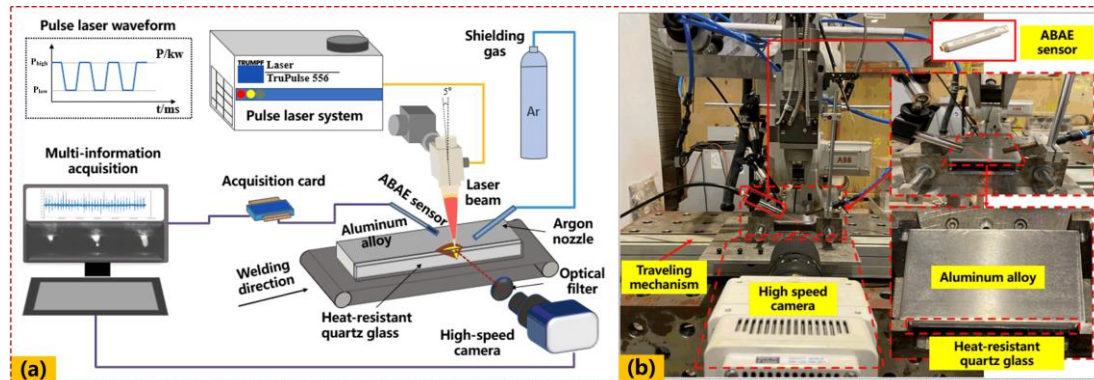 Pulse laser waveform
P/kw
Phigh
Plow
t/ms
TRUMPF
Laser
TruPulse 556
Pulse laser system
5°
Shielding
gas
Ar
Multi-information
acquisition
Acquisition card
ABAE sensor
Laser
beam
Aluminum
alloy
Argon
nozzle
Welding
direction
Optical
filter
Heat-resistant
quartz glass
High-speed
camera
(a)
ABAE
sensor
ABB
Traveling
mechanism
High speed
camera
Aluminum alloy
Heat-resistant
quartz glass
(b)